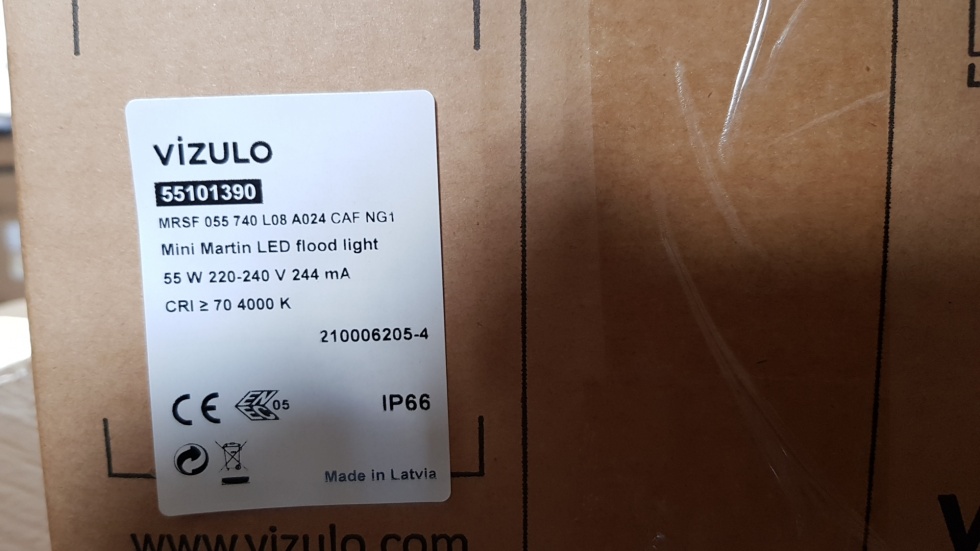 VIZULO
55101390
MRSF 055 740 L08 A024 CAF NG1
Mini Martin LED flood light
55 W 220-240 V 244 mA
CRI ≥ 70 4000 K
210006205-4
CE ENEC 05 IP66
Made in Latvia
www.vizulo.com